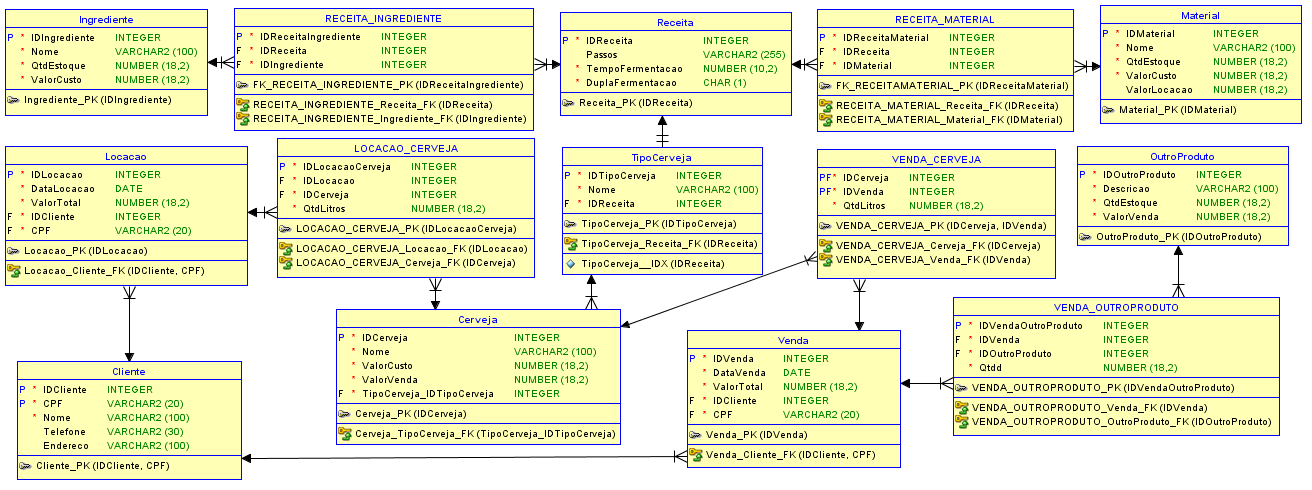 Ingrediente
P * IDIngrediente INTEGER
* Nome VARCHAR2 (100)
* QtdEstoque NUMBER (18,2)
* ValorCusto NUMBER (18,2)
Ingrediente_PK (IDIngrediente)
RECEITA_INGREDIENTE
P * IDReceitaIngrediente INTEGER
F * IDReceita INTEGER
F * IDIngrediente INTEGER
FK_RECEITA_INGREDIENTE_PK (IDReceitaIngrediente)
RECEITA_INGREDIENTE_Receita_FK (IDReceita)
RECEITA_INGREDIENTE_Ingrediente_FK (IDIngrediente)
Receita
P * IDReceita INTEGER
Passos VARCHAR2 (255)
* TempoFermentacao NUMBER (10,2)
* DuplaFermentacao CHAR (1)
Receita_PK (IDReceita)
RECEITA_MATERIAL
P * IDReceitaMaterial INTEGER
F * IDReceita INTEGER
F * IDMaterial INTEGER
FK_RECEITAMATERIAL_PK (IDReceitaMaterial)
RECEITA_MATERIAL_Receita_FK (IDReceita)
RECEITA_MATERIAL_Material_FK (IDMaterial)
Material
P * IDMaterial INTEGER
* Nome VARCHAR2 (100)
* QtdEstoque NUMBER (18,2)
* ValorCusto NUMBER (18,2)
ValorLocacao NUMBER (18,2)
Material_PK (IDMaterial)
Locacao
P * IDLocacao INTEGER
* DataLocacao DATE
* ValorTotal NUMBER (18,2)
F * IDCliente INTEGER
F * CPF VARCHAR2 (20)
Locacao_PK (IDLocacao)
Locacao_Cliente_FK (IDCliente, CPF)
LOCACAO_CERVEJA
P * IDLocacaoCerveja INTEGER
F * IDLocacao INTEGER
F * IDCerveja INTEGER
* QtdLitros NUMBER (18,2)
LOCACAO_CERVEJA_PK (IDLocacaoCerveja)
LOCACAO_CERVEJA_Locacao_FK (IDLocacao)
LOCACAO_CERVEJA_Cerveja_FK (IDCerveja)
TipoCerveja
P * IDTipoCerveja INTEGER
* Nome VARCHAR2 (100)
F * IDReceita INTEGER
TipoCerveja_PK (IDTipoCerveja)
TipoCerveja_Receita_FK (IDReceita)
TipoCerveja__IDX (IDReceita)
VENDA_CERVEJA
PF* IDCerveja INTEGER
PF* IDVenda INTEGER
* QtdLitros NUMBER (18,2)
VENDA_CERVEJA_PK (IDCerveja, IDVenda)
VENDA_CERVEJA_Cerveja_FK (IDCerveja)
VENDA_CERVEJA_Venda_FK (IDVenda)
OutroProduto
P * IDOutroProduto INTEGER
* Descricao VARCHAR2 (100)
* QtdEstoque NUMBER (18,2)
* ValorVenda NUMBER (18,2)
OutroProduto_PK (IDOutroProduto)
Cliente
P * IDCliente INTEGER
P * CPF VARCHAR2 (20)
* Nome VARCHAR2 (100)
Telefone VARCHAR2 (30)
Endereco VARCHAR2 (100)
Cliente_PK (IDCliente, CPF)
Cerveja
P * IDCerveja INTEGER
* Nome VARCHAR2 (100)
* ValorCusto NUMBER (18,2)
* ValorVenda NUMBER (18,2)
F * TipoCerveja_IDTipoCerveja INTEGER
Cerveja_PK (IDCerveja)
Cerveja_TipoCerveja_FK (TipoCerveja_IDTipoCerveja)
Venda
P * IDVenda INTEGER
* DataVenda DATE
* ValorTotal NUMBER (18,2)
F * IDCliente INTEGER
F * CPF VARCHAR2 (20)
Venda_PK (IDVenda)
Venda_Cliente_FK (IDCliente, CPF)
VENDA_OUTROPRODUTO
P * IDVendaOutroProduto INTEGER
F * IDVenda INTEGER
F * IDOutroProduto INTEGER
* Qtdd NUMBER (18,2)
VENDA_OUTROPRODUTO_PK (IDVendaOutroProduto)
VENDA_OUTROPRODUTO_Venda_FK (IDVenda)
VENDA_OUTROPRODUTO_OutroProduto_FK (IDOutroProduto)